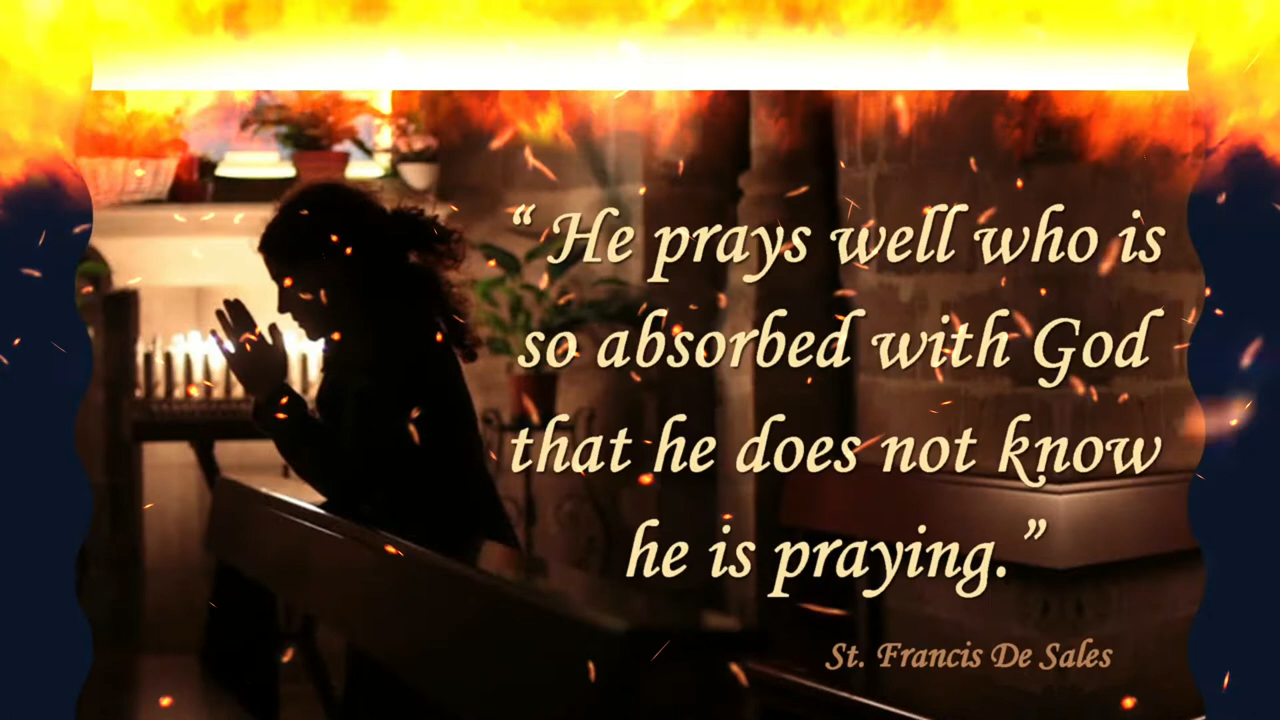 “ He prays well who is
so absorbed with God
that he does not know
he is praying.”
St. Francis De Sales